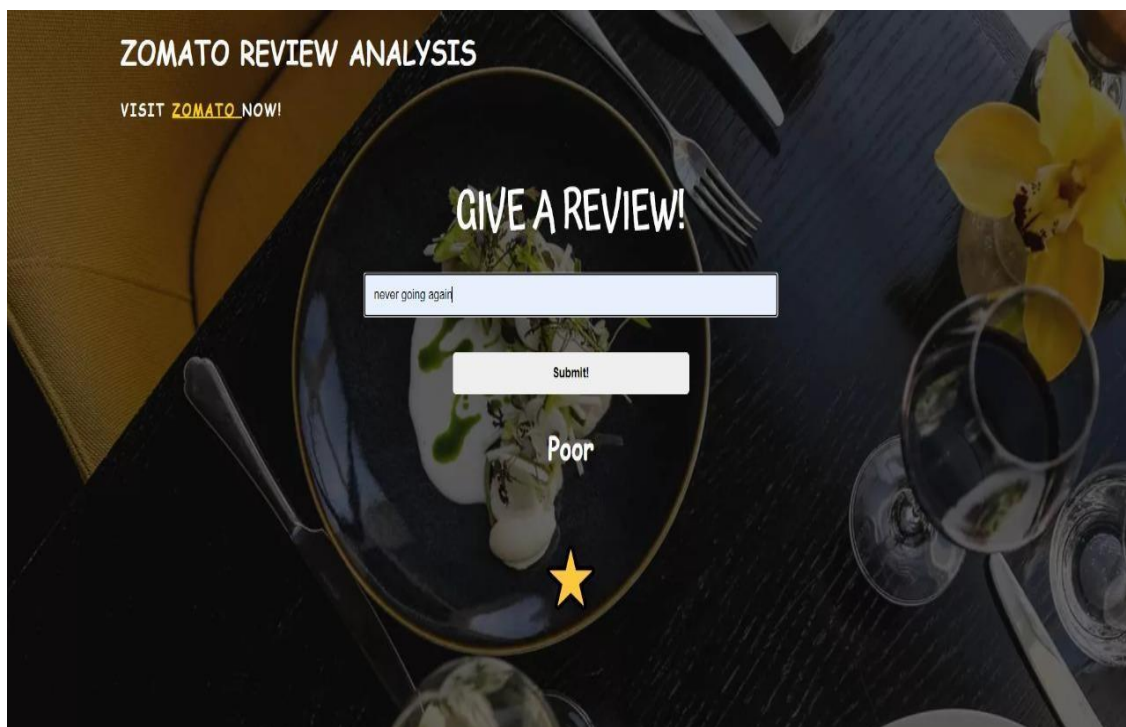 ZOMATO REVIEW ANALYSIS
VISIT ZOMATO NOW!
GIVE A REVIEW!
never going again
Submit!
Poor